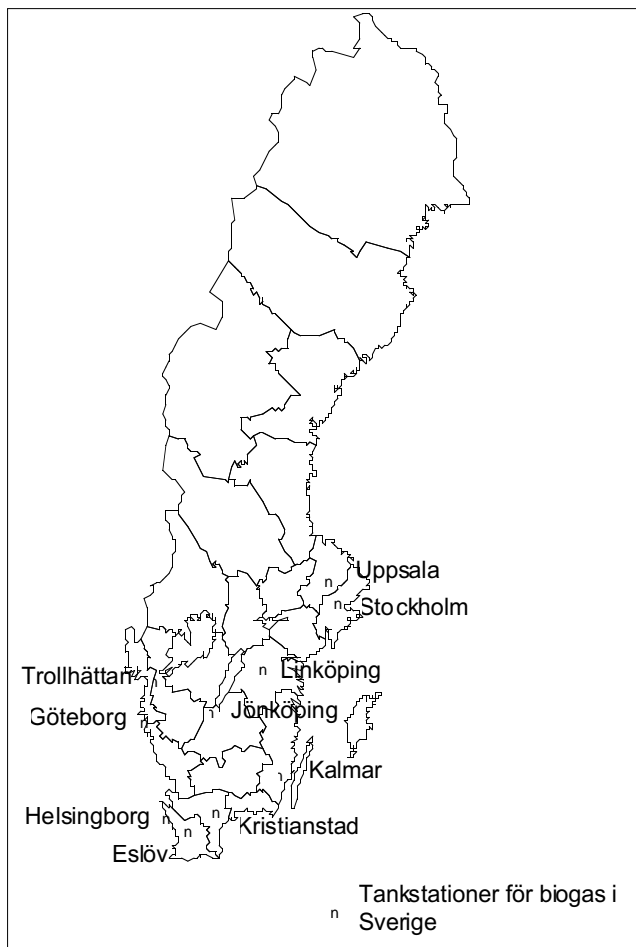 Uppsala
n
n Stockholm
n Linköping
Trollhättan n
Göteborg n
n Jönköping
n Kalmar
Helsingborg n
n Kristianstad
n
Eslöv
Tankstationer för biogas i
n Sverige